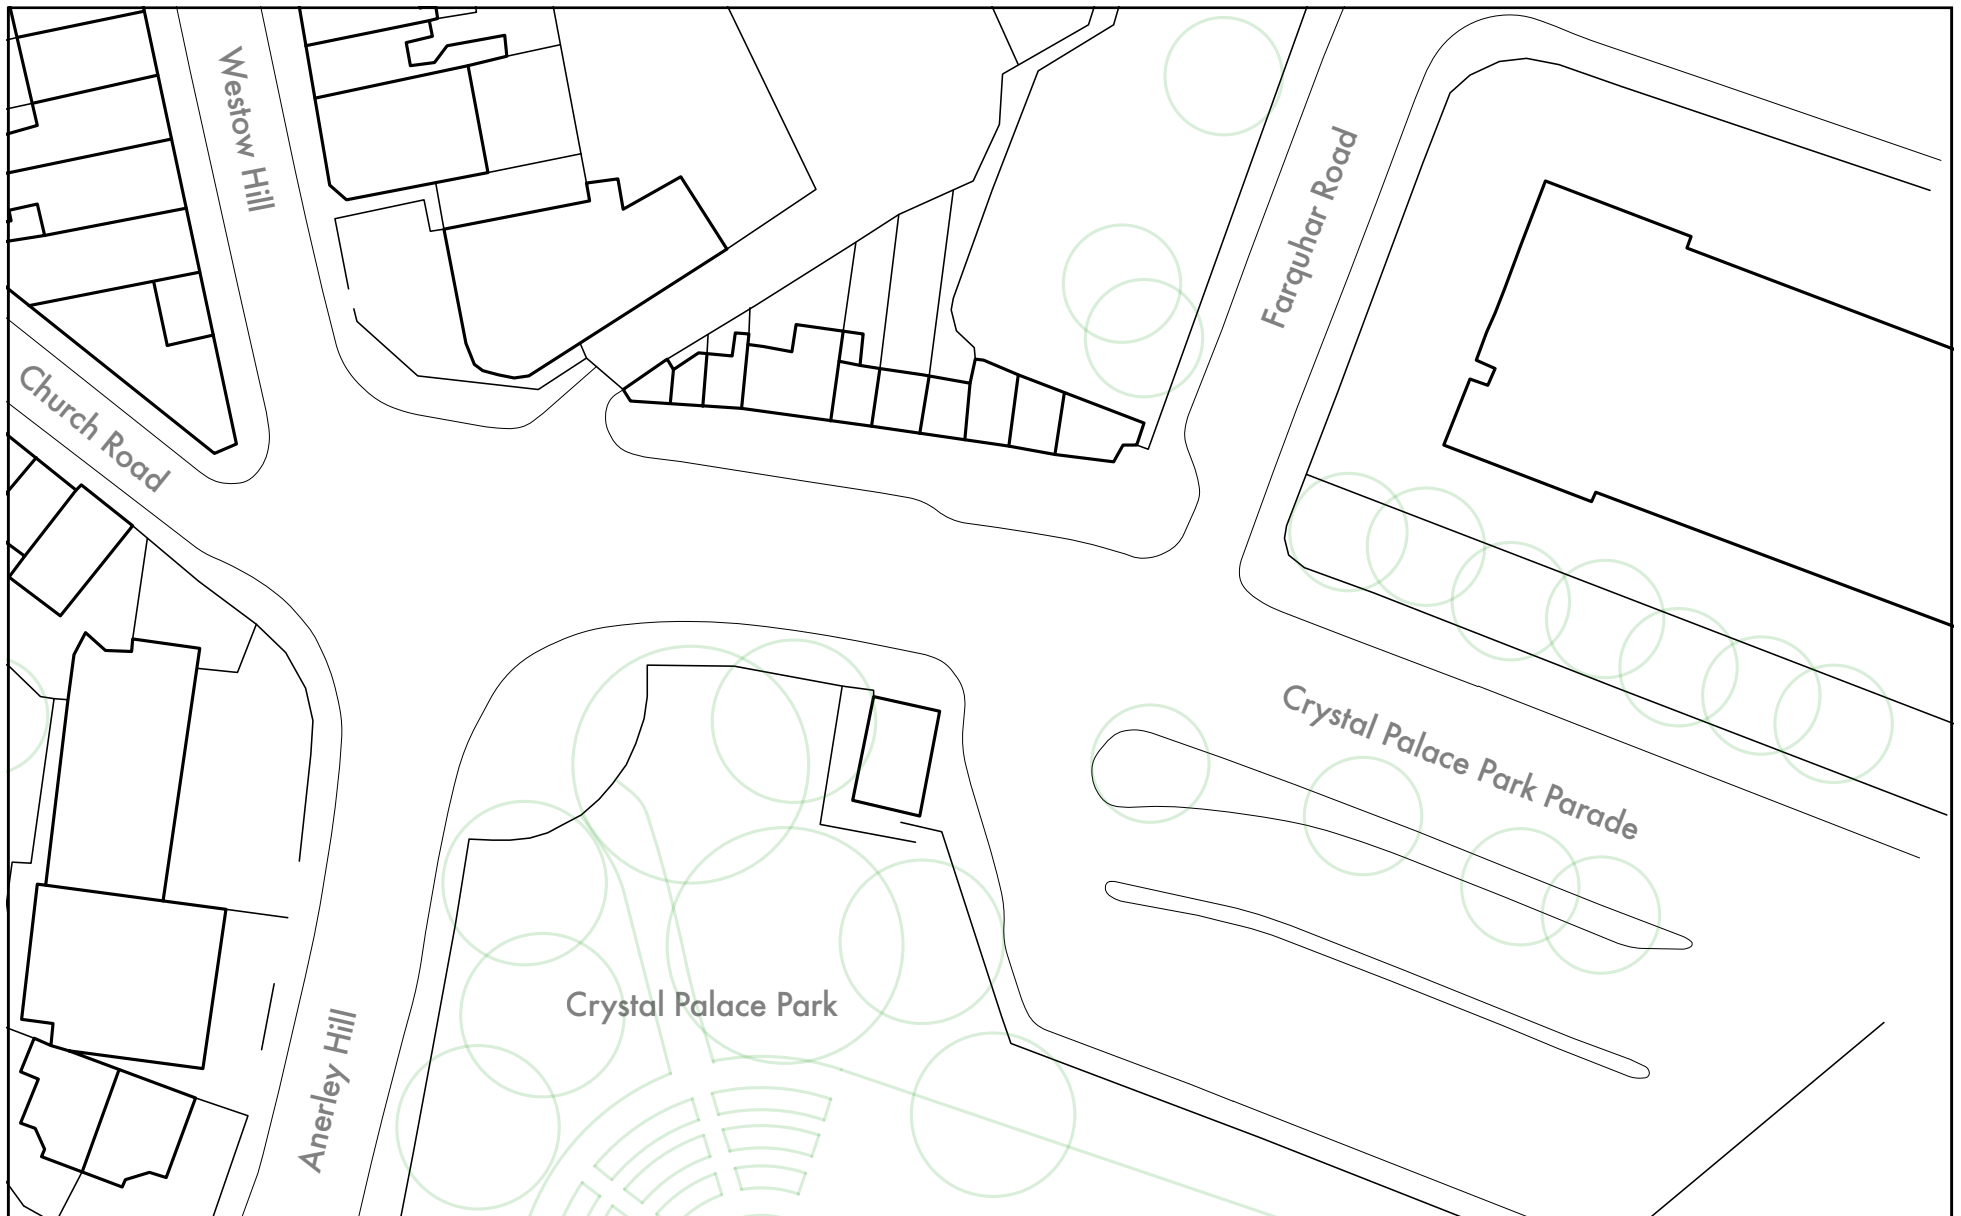 Westow Hill
Farquhar Road
Church Road
Crystal Palace Park Parade
Crystal Palace Park
Anerley Hill